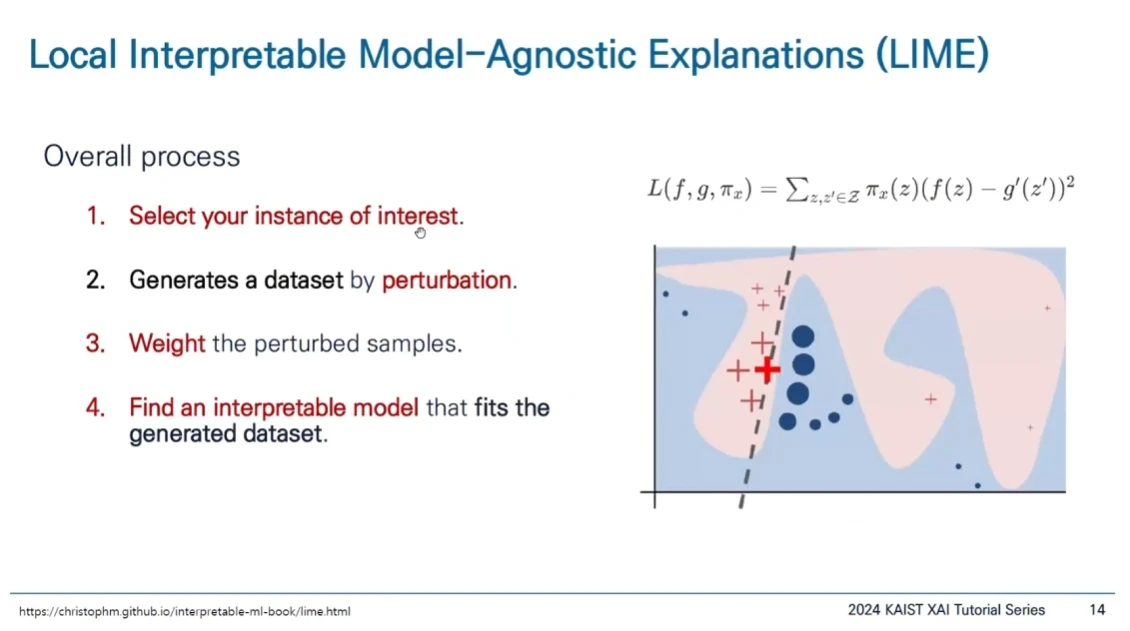 Local Interpretable Model-Agnostic Explanations (LIME)
Overall process
1. Select your instance of interest.
2. Generates a dataset by perturbation.
3. Weight the perturbed samples.
4. Find an interpretable model that fits the
generated dataset.
L(f, g, πₓ) = ∑_{z,z'∈𝒵} πₓ(z)(f(z) − g'(z'))²
https://christophm.github.io/interpretable-ml-book/lime.html
2024 KAIST XAI Tutorial Series
14